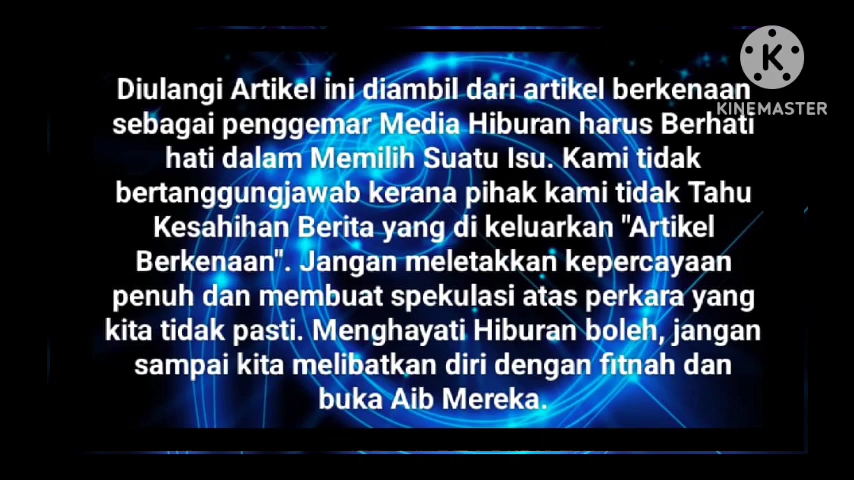 KINEMASTER
Diulangi Artikel ini diambil dari artikel berkenaan
sebagai penggemar Media Hiburan harus Berhati
hati dalam Memilih Suatu Isu. Kami tidak
bertanggungjawab kerana pihak kami tidak Tahu
Kesahihan Berita yang di keluarkan "Artikel
Berkenaan". Jangan meletakkan kepercayaan
penuh dan membuat spekulasi atas perkara yang
kita tidak pasti. Menghayati Hiburan boleh, jangan
sampai kita melibatkan diri dengan fitnah dan
buka Aib Mereka.